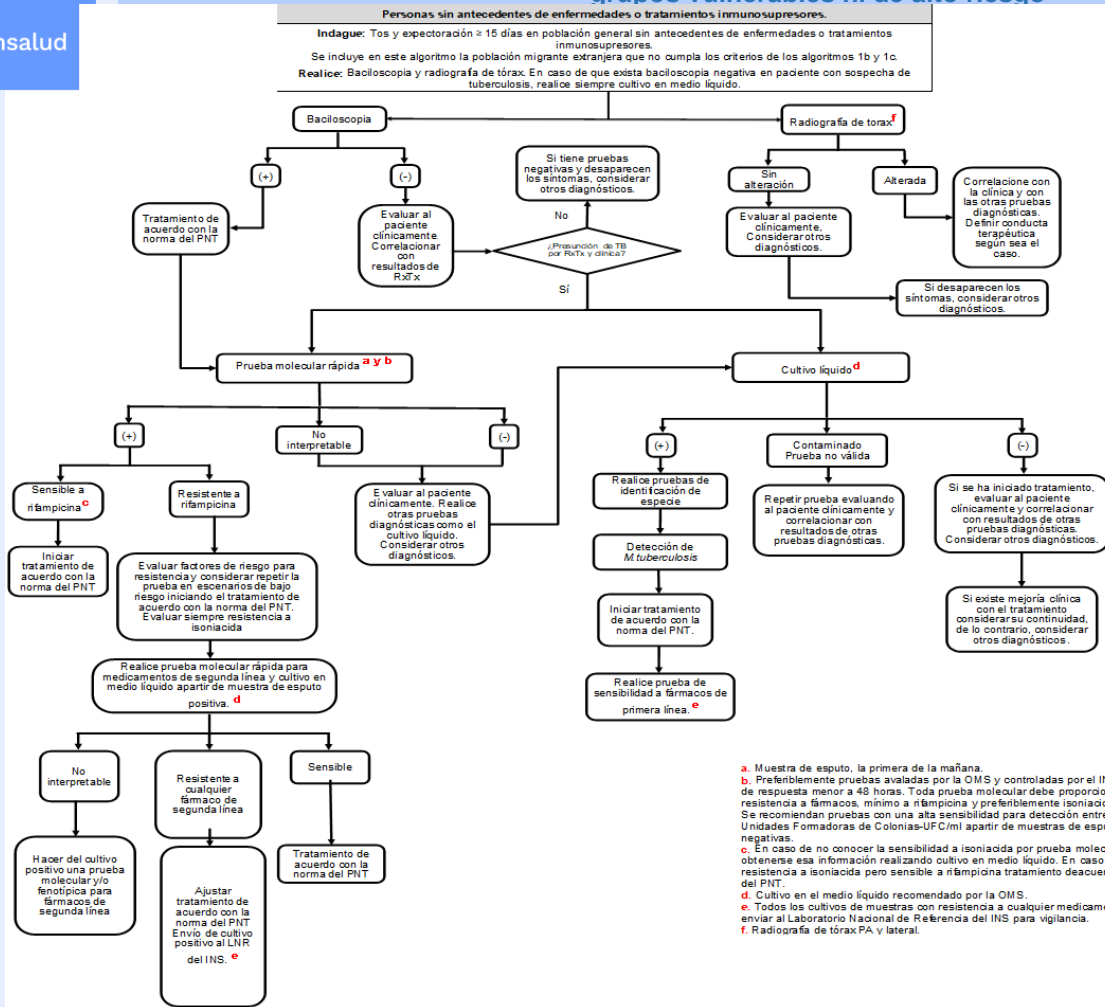 grupos vulnerables ni de alto riesgo
nsalud
Personas sin antecedentes de enfermedades o tratamientos inmunosupresores.
Indague: Tos y expectoración ≥ 15 días en población general sin antecedentes de enfermedades o tratamientos
inmunosupresores.
Se incluye en este algoritmo la población migrante extranjera que no cumpla los criterios de los algoritmos 1b y 1c.
Realice: Baciloscopia y radiografía de tórax. En caso de que exista baciloscopia negativa en paciente con sospecha de
tuberculosis, realice siempre cultivo en medio líquido.
Baciloscopia
Radiografía de torax f
(+)
(-)
Si tiene pruebas
negativas y desaparecen
los síntomas, considerar
otros diagnósticos.
Sin
alteración
Alterada
Correlacione con
la clínica y con
las otras pruebas
diagnósticas.
Definir conducta
terapéutica
según sea el
caso.
Tratamiento de
acuerdo con la
norma del PNT
Evaluar al
paciente
clínicamente.
Correlacionar
con
resultados de
RxTx
No
¿Presunción de TB
por RxTx y clínica?
Sí
Evaluar al paciente
clínicamente,
Considerar otros
diagnósticos.
Si desaparecen los
síntomas, considerar otros
diagnósticos.
Prueba molecular rápida a y b
Cultivo líquido d
(+)
No
interpretable
(-)
(+)
Contaminado
Prueba no válida
(-)
Sensible a
rifampicina c
Resistente a
rifampicina
Evaluar al paciente
clínicamente. Realice
otras pruebas
diagnósticas como el
cultivo líquido.
Considerar otros
diagnósticos.
Realice pruebas de
identificación de
especie
Repetir prueba evaluando
al paciente clínicamente y
correlacionar con
resultados de otras
pruebas diagnósticas.
Si se ha iniciado tratamiento,
evaluar al paciente
clínicamente y correlacionar
con resultados de otras
pruebas diagnósticas.
Considerar otros diagnósticos.
Iniciar
tratamiento de
acuerdo con la
norma del PNT
Evaluar factores de riesgo para
resistencia y considerar repetir la
prueba en escenarios de bajo
riesgo iniciando el tratamiento de
acuerdo con la norma del PNT.
Evaluar siempre resistencia a
isoniacida
Detección de
M.tuberculosis
Iniciar tratamiento
de acuerdo con la
norma del PNT.
Si existe mejoría clínica
con el tratamiento
considerar su continuidad,
de lo contrario, considerar
otros diagnósticos.
Realice prueba molecular rápida para
medicamentos de segunda línea y cultivo en
medio líquido apartir de muestra de esputo
positiva. d
Realice prueba de
sensibilidad a fármacos de
primera línea. e
No
interpretable
Resistente a
cualquier
fármaco de
segunda línea
Sensible
Hacer del cultivo
positivo una prueba
molecular y/o
fenotípica para
fármacos de
segunda línea
Ajustar
tratamiento de
acuerdo con la
norma del PNT
Envío de cultivo
positivo al LNR
del INS. e
Tratamiento de
acuerdo con la
norma del PNT
a. Muestra de esputo, la primera de la mañana.
b. Preferiblemente pruebas avaladas por la OMS y controladas por el
de respuesta menor a 48 horas. Toda prueba molecular debe
resistencia a fármacos, mínimo a rifampicina y preferiblemente
Se recomiendan pruebas con una alta sensibilidad para detección entre
Unidades Formadoras de Colonias-UFC/ml apartir de muestras de
negativas.
c. En caso de no conocer la sensibilidad a isoniacida por prueba
obtenerse esa información realizando cultivo en medio líquido. En caso
resistencia a isoniacida pero sensible a rifampicina tratamiento
del PNT.
d. Cultivo en el medio líquido recomendado por la OMS.
e. Todos los cultivos de muestras con resistencia a cualquier
enviar al Laboratorio Nacional de Referencia del INS para vigilancia.
f. Radiografía de tórax PA y lateral.